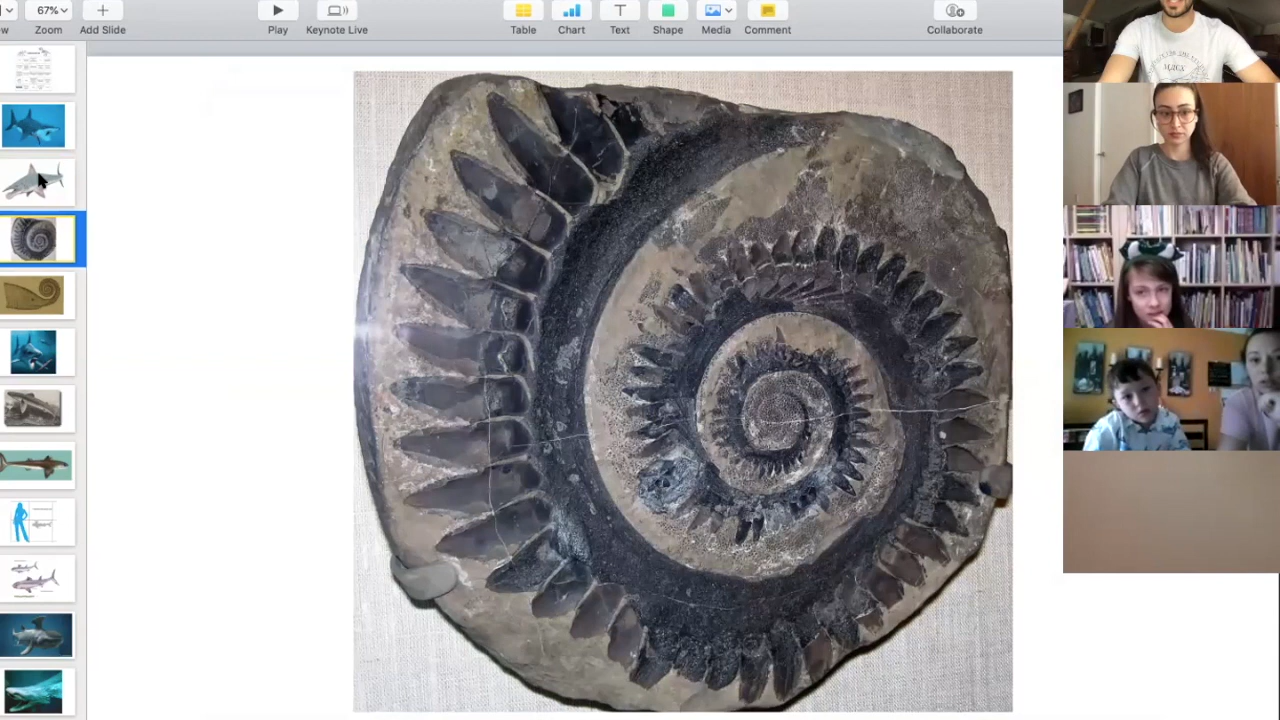 67%
w
Zoom
Add Slide
Play
Keynote Live
Table
Chart
Text
Shape
Media
Comment
Collaborate